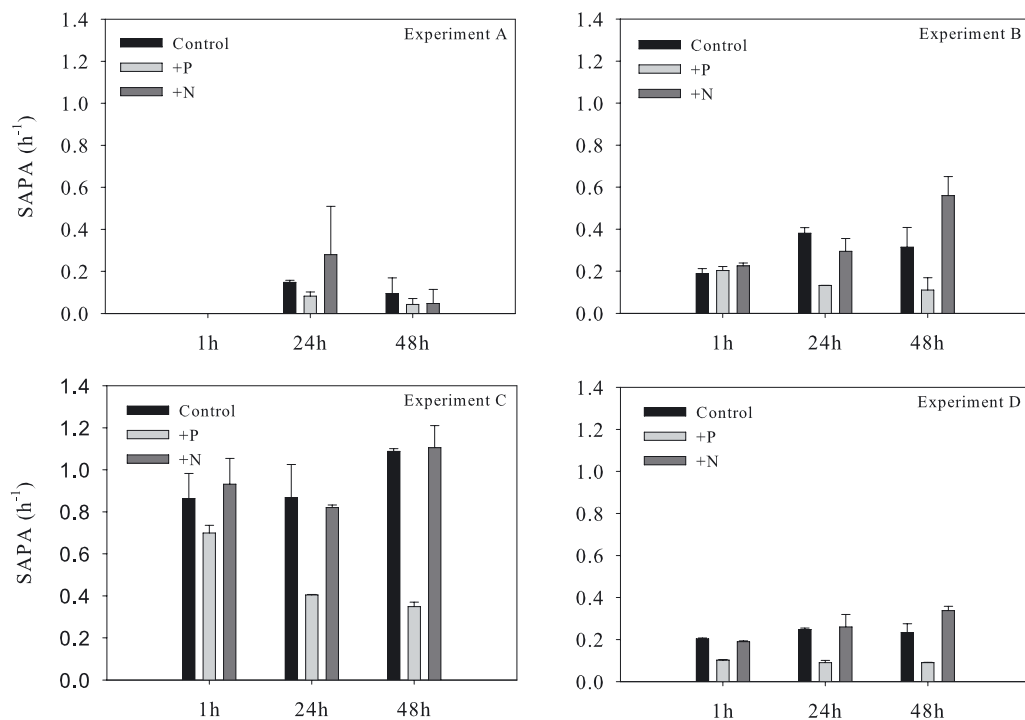 Experiment A
Control
+P
+N
SAPA (h-1)
1.4
1.2
1.0
0.8
0.6
0.4
0.2
0.0
1h 24h 48h
Experiment B
Control
+P
+N
1.4
1.2
1.0
0.8
0.6
0.4
0.2
0.0
1h 24h 48h
Experiment C
Control
+P
+N
SAPA (h-1)
1.4
1.2
1.0
0.8
0.6
0.4
0.2
0.0
1h 24h 48h
Experiment D
Control
+P
+N
1.4
1.2
1.0
0.8
0.6
0.4
0.2
0.0
1h 24h 48h